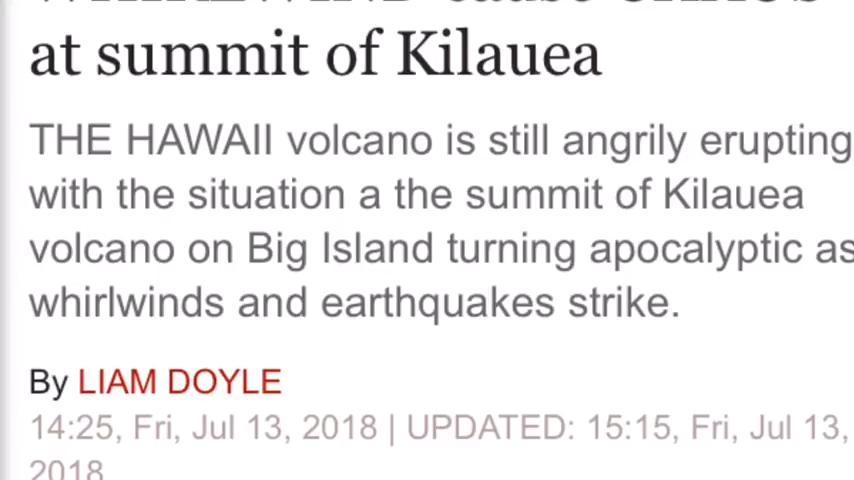 at summit of Kilauea
THE HAWAII volcano is still angrily erupting
with the situation a the summit of Kilauea
volcano on Big Island turning apocalyptic as
whirlwinds and earthquakes strike.
By LIAM DOYLE
14:25, Fri, Jul 13, 2018 | UPDATED: 15:15, Fri, Jul 13,
2018